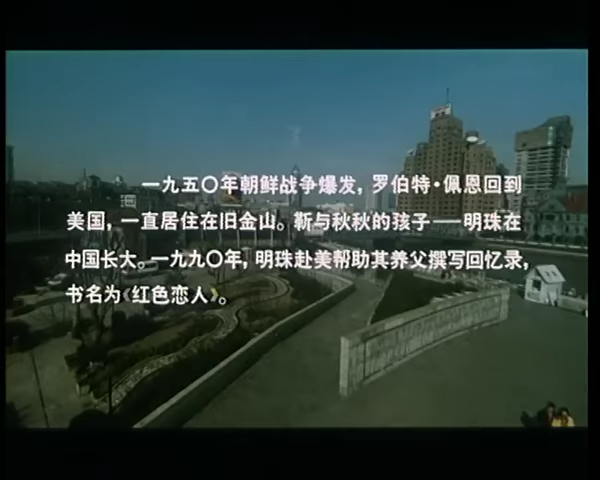 一九五〇年朝鲜战争爆发，罗伯特·佩恩回到
美国，一直居住在旧金山。靳与秋秋的孩子——明珠在
中国长大。一九九〇年，明珠赴美帮助其养父撰写回忆录，
书名为《红色恋人》。